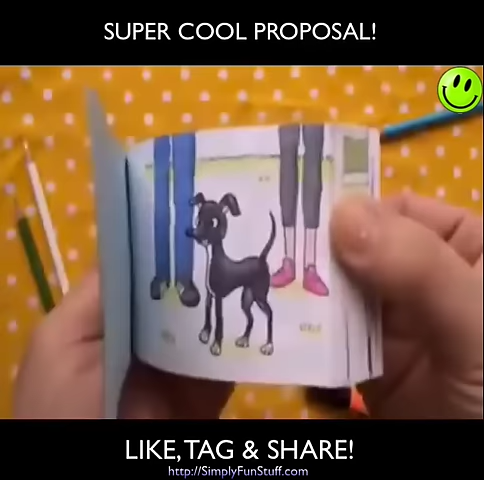 SUPER COOL PROPOSAL!
LIKE, TAG & SHARE!
http://SimplyFunStuff.com